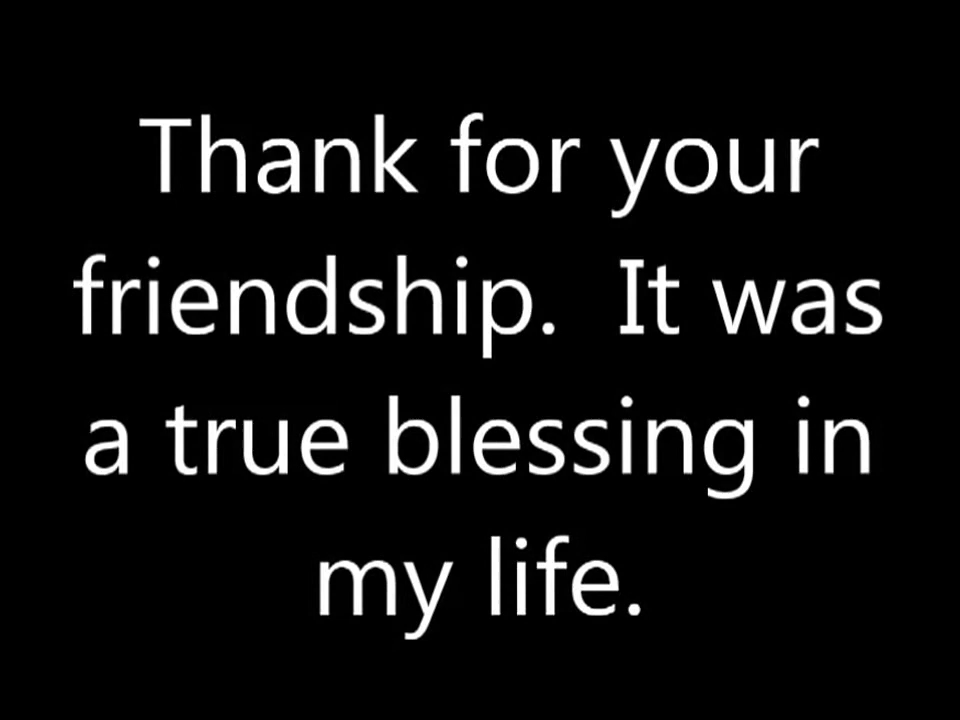 Thank for your
friendship.  It was
a true blessing in
my life.